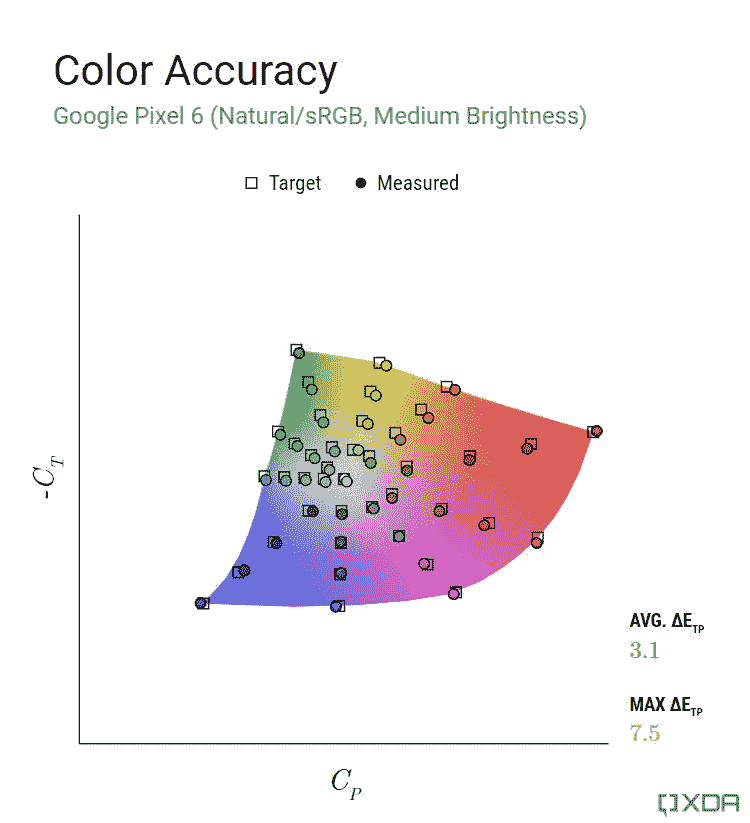 Color Accuracy
Google Pixel 6 (Natural/sRGB, Medium Brightness)
Target Measured
-C_T
C_P
AVG. ΔE_TP
3.1
MAX ΔE_TP
7.5
XDA